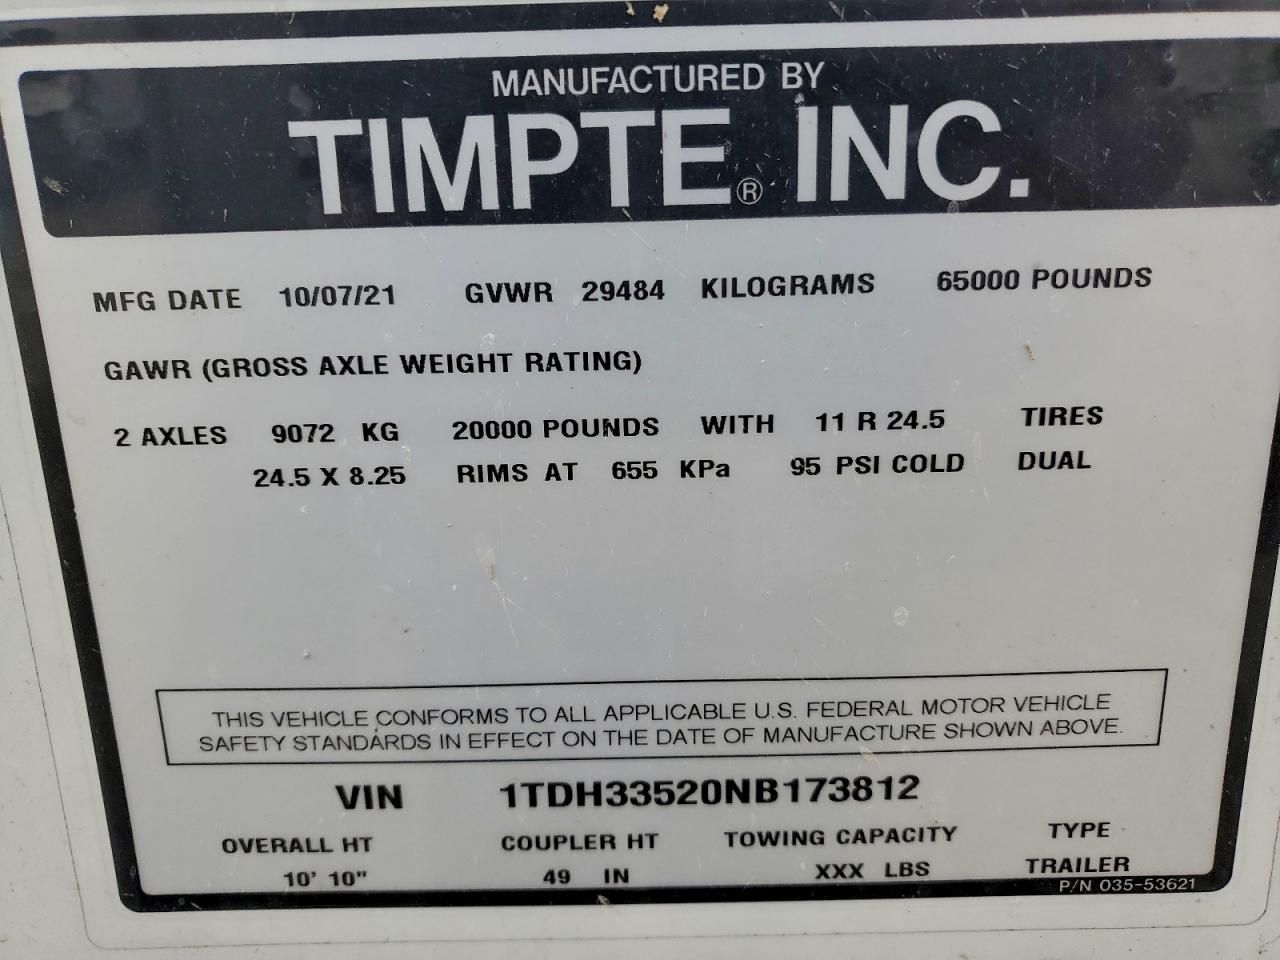 MANUFACTURED BY
TIMPTE® INC.
MFG DATE 10/07/21 GVWR 29484 KILOGRAMS 65000 POUNDS
GAWR (GROSS AXLE WEIGHT RATING)
2 AXLES 9072 KG 20000 POUNDS WITH 11 R 24.5 TIRES
24.5 X 8.25 RIMS AT 655 KPa 95 PSI COLD DUAL
THIS VEHICLE CONFORMS TO ALL APPLICABLE U.S. FEDERAL MOTOR VEHICLE
SAFETY STANDARDS IN EFFECT ON THE DATE OF MANUFACTURE SHOWN ABOVE.
VIN 1TDH33520NB173812
OVERALL HT COUPLER HT TOWING CAPACITY TYPE
10' 10" 49 IN XXX LBS TRAILER
P/N 035-53621